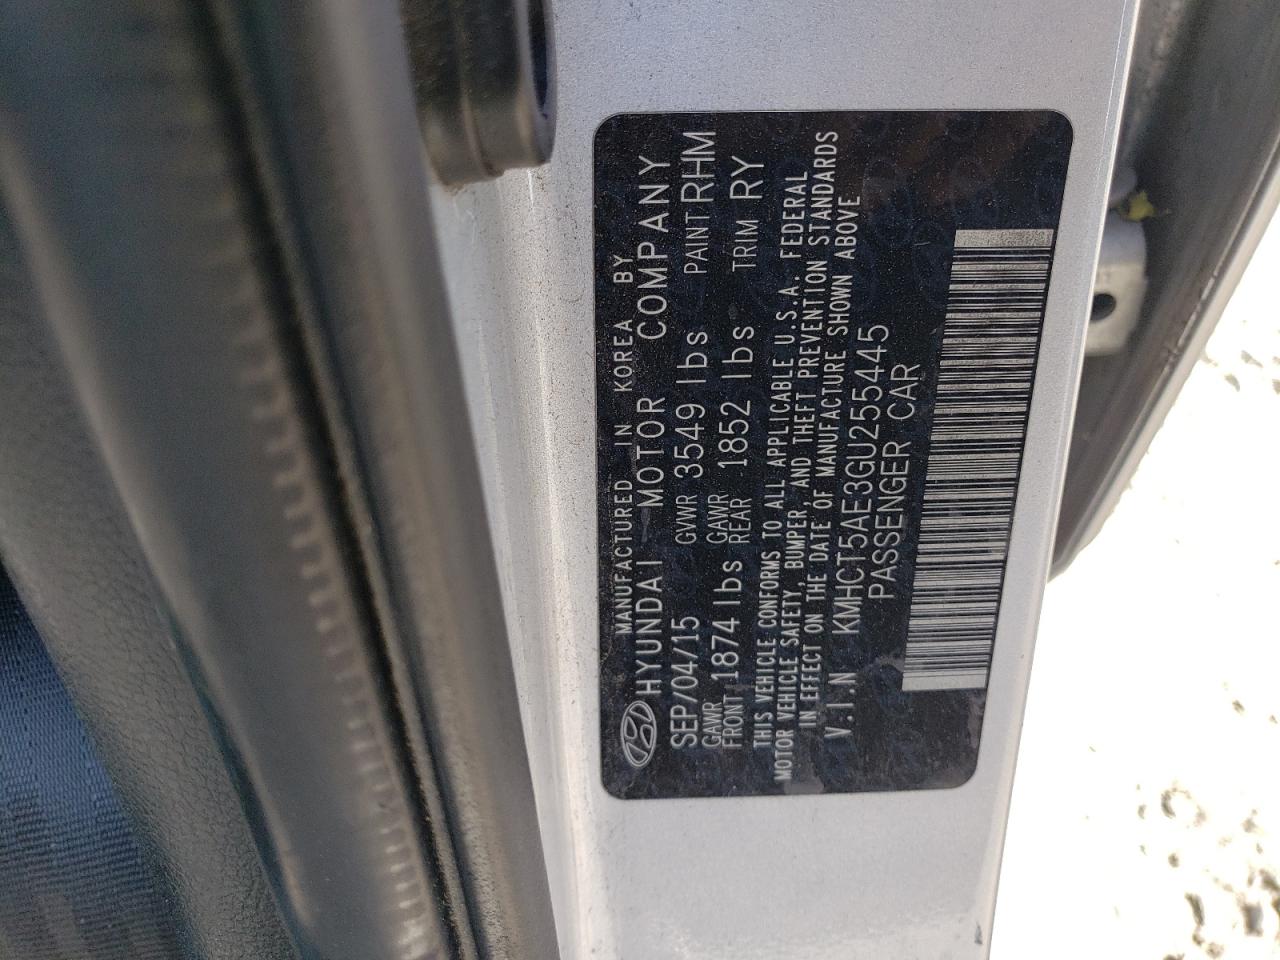 MANUFACTURED IN KOREA BY
HYUNDAI MOTOR COMPANY
SEP/04/15 GVWR 3549 lbs PAINT RHM
GAWR FRONT 1874 lbs GAWR REAR 1852 lbs TRIM RY
THIS VEHICLE CONFORMS TO ALL APPLICABLE U.S.A. FEDERAL
MOTOR VEHICLE SAFETY, BUMPER, AND THEFT PREVENTION STANDARDS
IN EFFECT ON THE DATE OF MANUFACTURE SHOWN ABOVE
V.I.N KMHCT5AE3GU255445
PASSENGER CAR